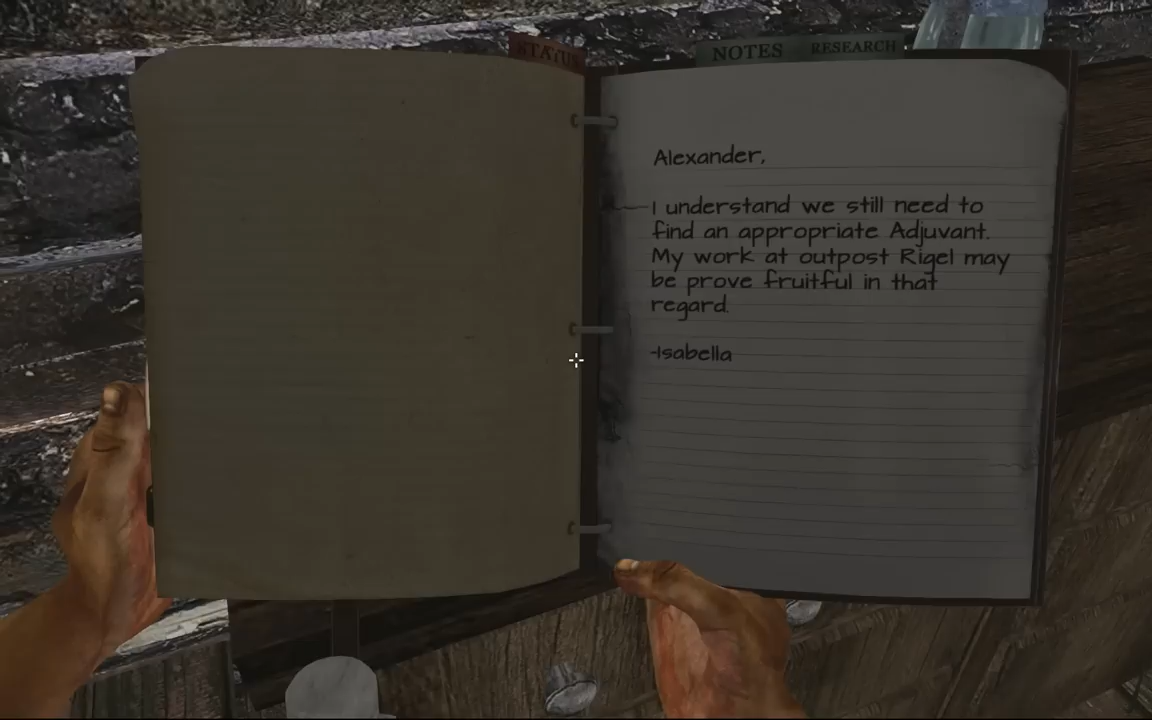 STATUS
NOTES RESEARCH
Alexander,
I understand we still need to
find an appropriate Adjuvant.
My work at outpost Rigel may
be prove fruitful in that
regard.
-Isabella